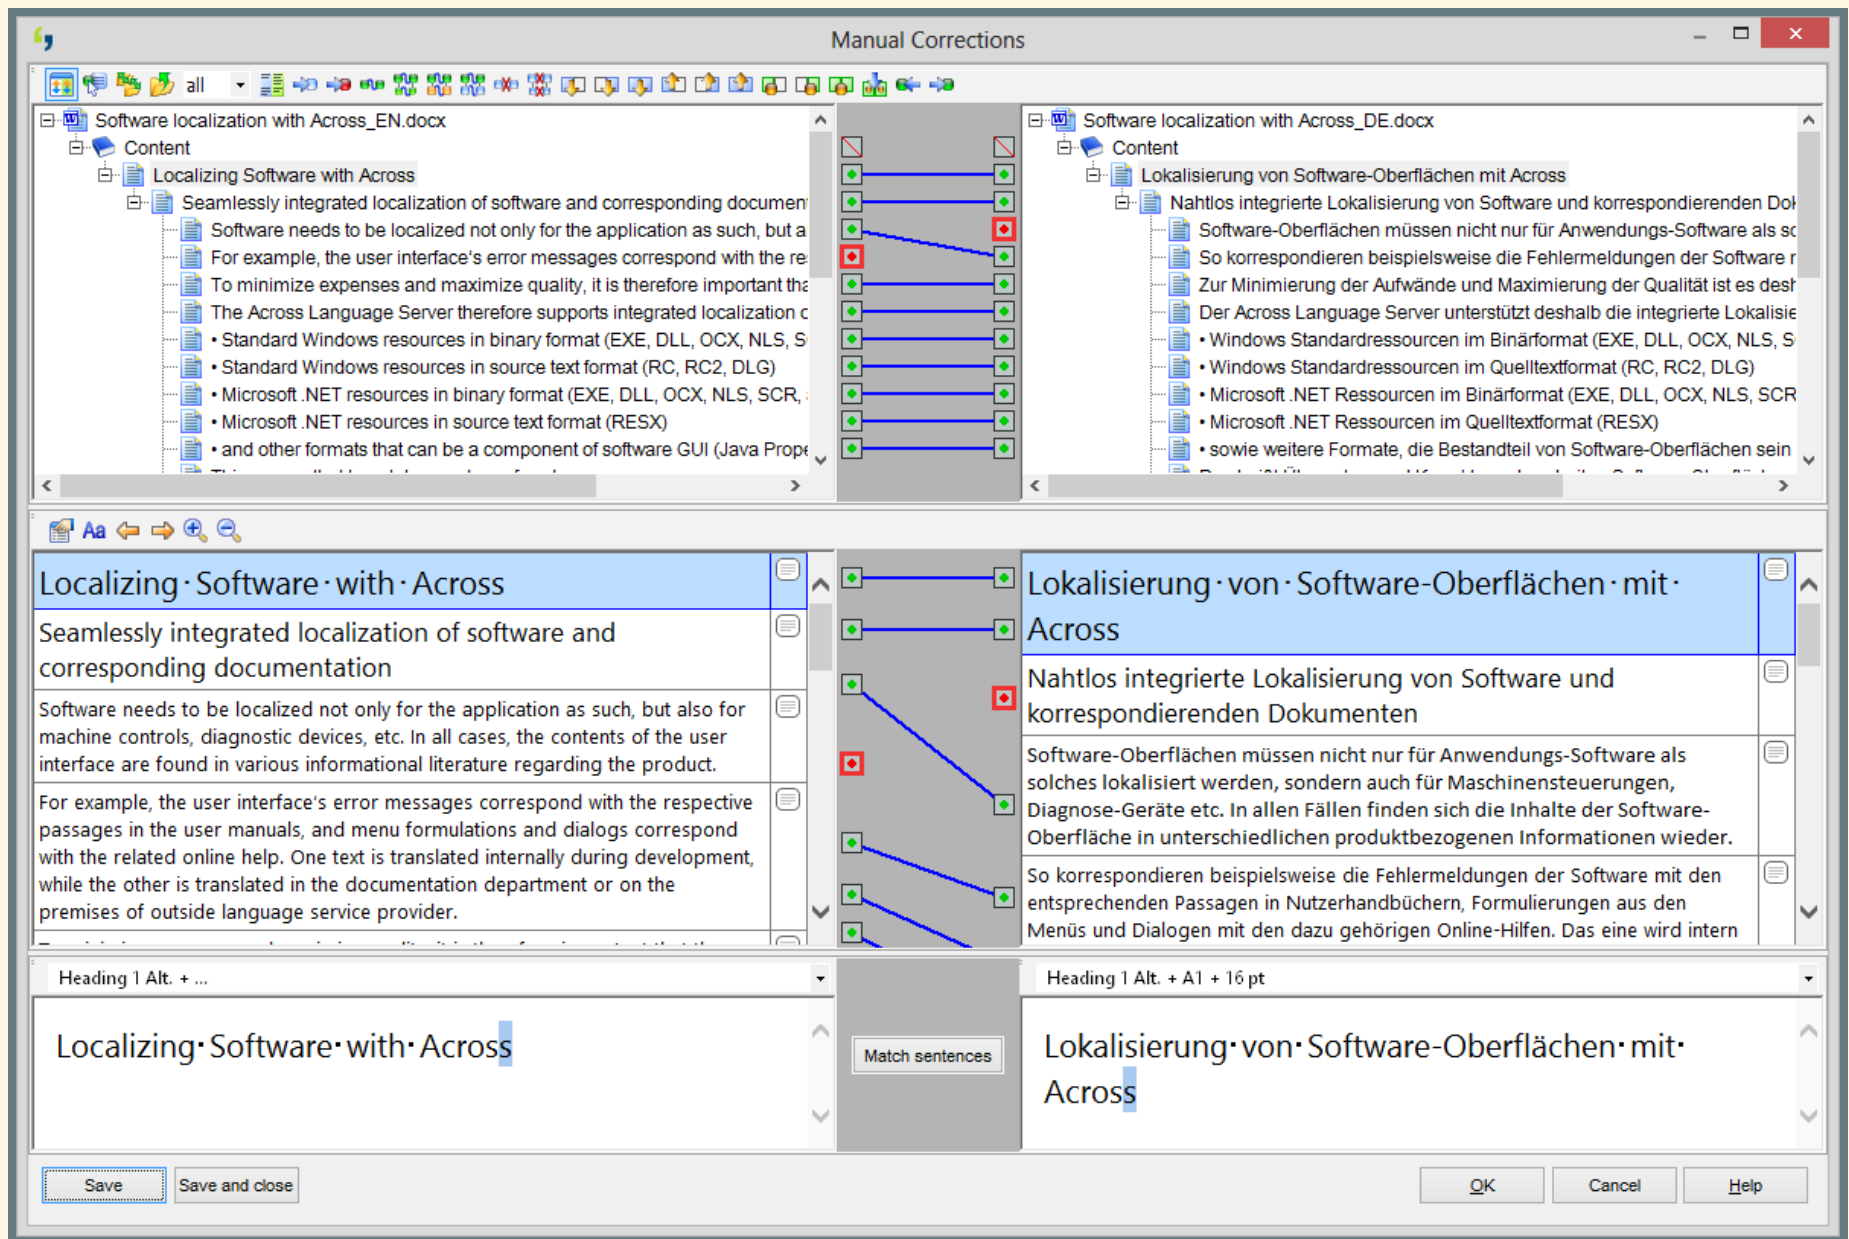 Manual Corrections
all
Software localization with Across_EN.docx
Content
Localizing Software with Across
Seamlessly integrated localization of software and corresponding documen
Software needs to be localized not only for the application as such, but a
For example, the user interface's error messages correspond with the re
To minimize expenses and maximize quality, it is therefore important tha
The Across Language Server therefore supports integrated localization o
• Standard Windows resources in binary format (EXE, DLL, OCX, NLS, S
• Standard Windows resources in source text format (RC, RC2, DLG)
• Microsoft .NET resources in binary format (EXE, DLL, OCX, NLS, SCR,
• Microsoft .NET resources in source text format (RESX)
• and other formats that can be a component of software GUI (Java Prope
Software localization with Across_DE.docx
Content
Lokalisierung von Software-Oberflächen mit Across
Nahtlos integrierte Lokalisierung von Software und korrespondierenden Do
Software-Oberflächen müssen nicht nur für Anwendungs-Software als so
So korrespondieren beispielsweise die Fehlermeldungen der Software r
Zur Minimierung der Aufwände und Maximierung der Qualität ist es desh
Der Across Language Server unterstützt deshalb die integrierte Lokalisie
• Windows Standardressourcen im Binärformat (EXE, DLL, OCX, NLS, S
• Windows Standardressourcen im Quelltextformat (RC, RC2, DLG)
• Microsoft .NET Ressourcen im Binärformat (EXE, DLL, OCX, NLS, SCR
• Microsoft .NET Ressourcen im Quelltextformat (RESX)
• sowie weitere Formate, die Bestandteil von Software-Oberflächen sein
Aa
Localizing·Software·with·Across
Seamlessly integrated localization of software and
corresponding documentation
Software needs to be localized not only for the application as such, but also for
machine controls, diagnostic devices, etc. In all cases, the contents of the user
interface are found in various informational literature regarding the product.
For example, the user interface's error messages correspond with the respective
passages in the user manuals, and menu formulations and dialogs correspond
with the related online help. One text is translated internally during development,
while the other is translated in the documentation department or on the
premises of outside language service provider.
Lokalisierung·von·Software-Oberflächen·mit·
Across
Nahtlos integrierte Lokalisierung von Software und
korrespondierenden Dokumenten
Software-Oberflächen müssen nicht nur für Anwendungs-Software als
solches lokalisiert werden, sondern auch für Maschinensteuerungen,
Diagnose-Geräte etc. In allen Fällen finden sich die Inhalte der Software-
Oberfläche in unterschiedlichen produktbezogenen Informationen wieder.
So korrespondieren beispielsweise die Fehlermeldungen der Software mit den
entsprechenden Passagen in Nutzerhandbüchern, Formulierungen aus den
Menüs und Dialogen mit den dazu gehörigen Online-Hilfen. Das eine wird intern
Heading 1 Alt. + ...
Localizing·Software·with·Across
Match sentences
Heading 1 Alt. + A1 + 16 pt
Lokalisierung·von·Software-Oberflächen·mit·
Across
Save
Save and close
OK
Cancel
Help